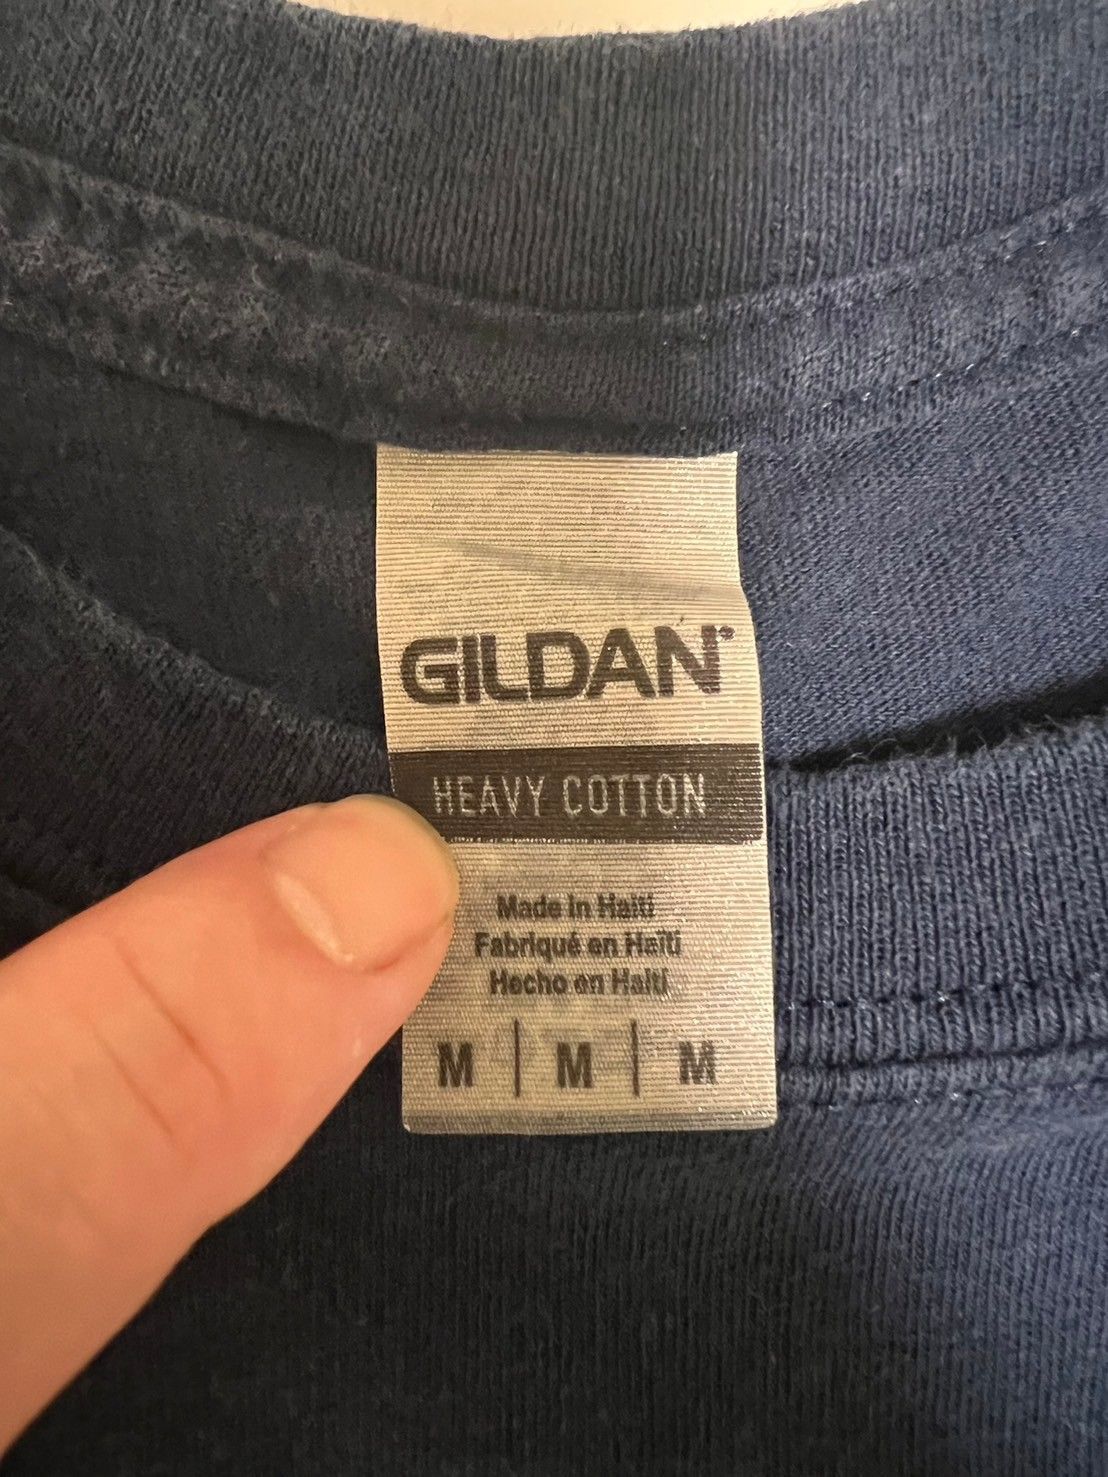 GILDAN®
HEAVY COTTON
Made in Haiti
Fabriqué en Haïti
Hecho en Haití
M | M | M